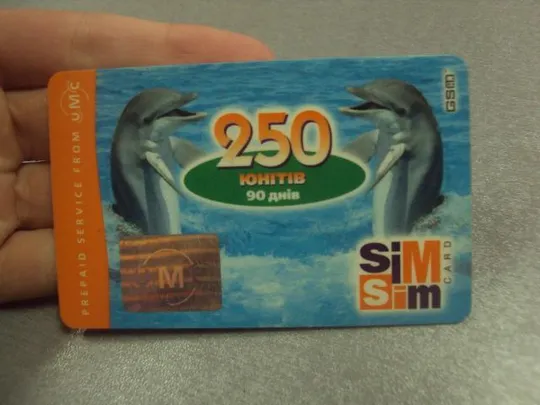 PREPAID SERVICE FROM UMC
GSM
250
ЮНІТІВ
90 днів
M
SiM
Sim
CARD